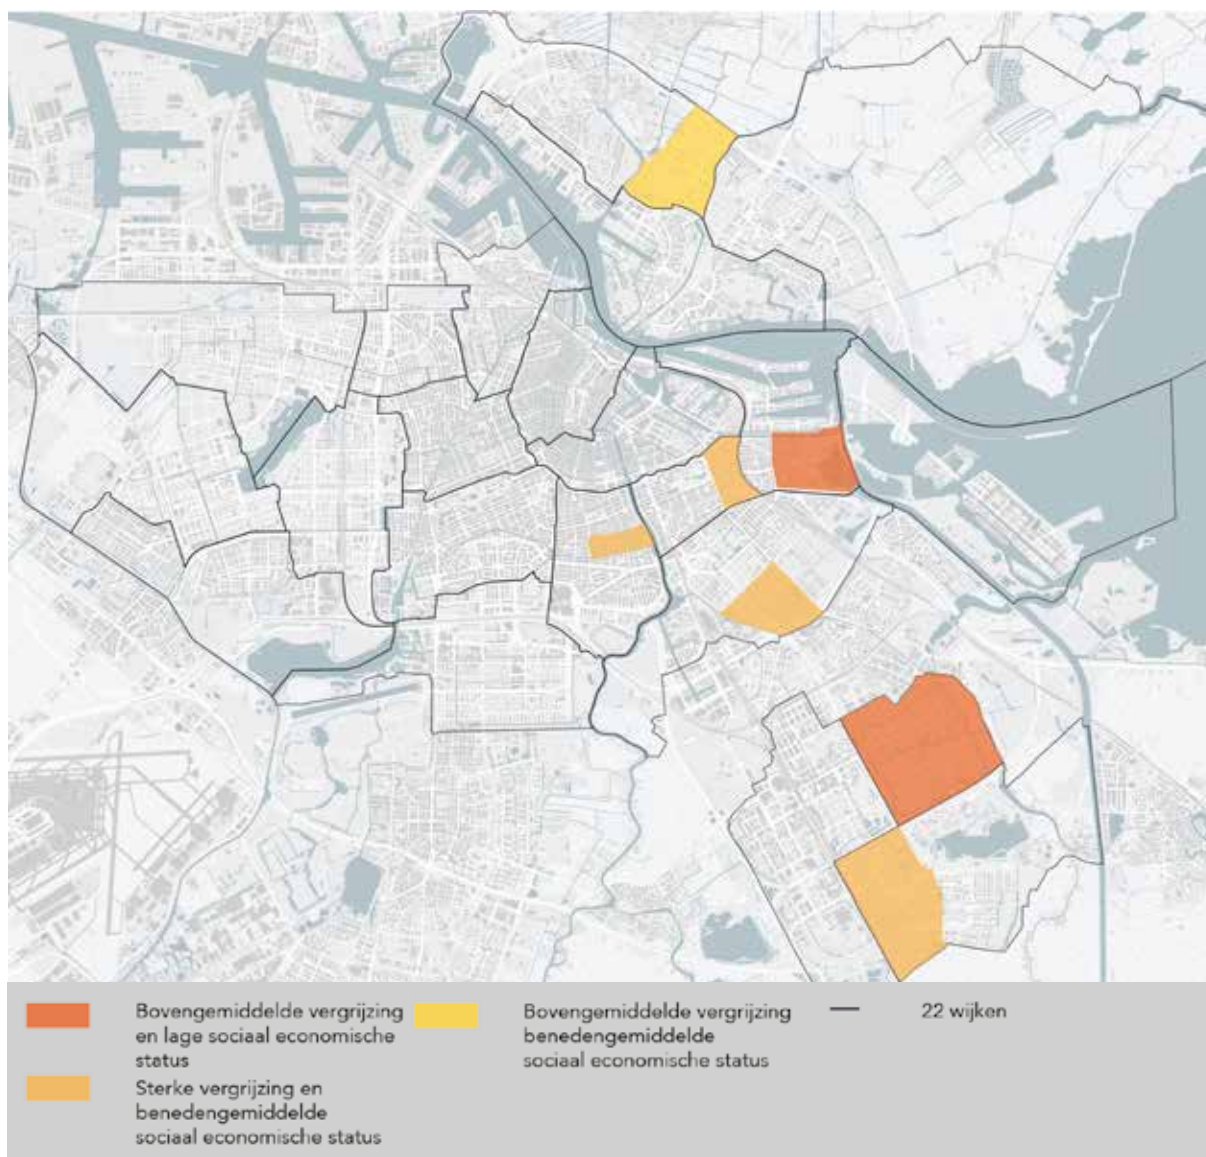 Bovengemiddelde vergrijzing
en lage sociaal economische
status
Sterke vergrijzing en
benedengemiddelde
sociaal economische status
Bovengemiddelde vergrijzing
benedengemiddelde
sociaal economische status
22 wijken